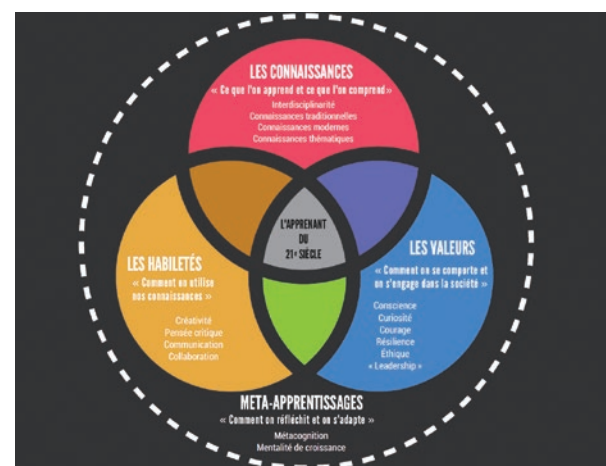 LES CONNAISSANCES
« Ce que l'on apprend et ce que l'on comprend »
Interdisciplinarité
Connaissances traditionnelles
Connaissances modernes
Connaissances thématiques
L'APPRENANT
DU
21e SIÈCLE
LES HABILETÉS
« Comment on utilise
nos connaissances »
Créativité
Pensée critique
Communication
Collaboration
LES VALEURS
« Comment on se comporte et
on s'engage dans la société »
Conscience
Curiosité
Courage
Résilience
Éthique
« Leadership »
META-APPRENTISSAGES
« Comment on réfléchit et on s'adapte »
Métacognition
Mentalité de croissance